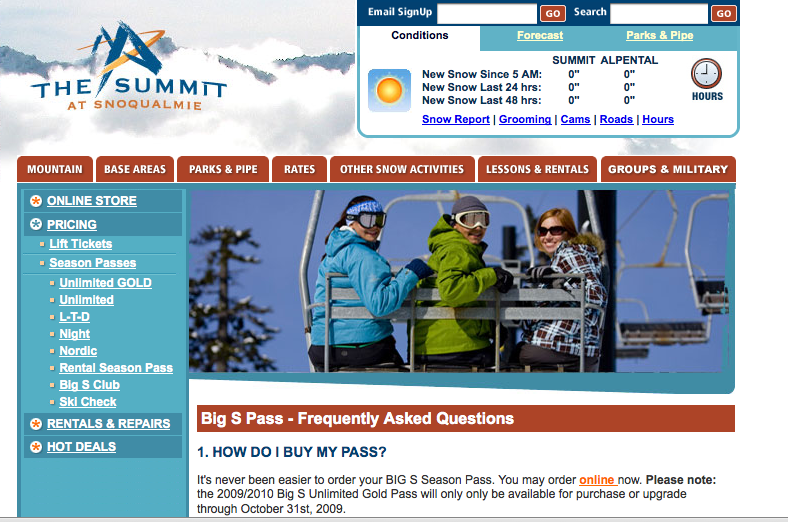 Email SignUp GO Search GO
THE SUMMIT
AT SNOQUALMIE
Conditions Forecast Parks & Pipe
SUMMIT ALPENTAL
New Snow Since 5 AM: 0" 0"
New Snow Last 24 hrs: 0" 0"
New Snow Last 48 hrs: 0" 0"
HOURS
Snow Report | Grooming | Cams | Roads | Hours
MOUNTAIN BASE AREAS PARKS & PIPE RATES OTHER SNOW ACTIVITIES LESSONS & RENTALS GROUPS & MILITARY
ONLINE STORE
PRICING
Lift Tickets
Season Passes
Unlimited GOLD
Unlimited
L-T-D
Night
Nordic
Rental Season Pass
Big S Club
Ski Check
RENTALS & REPAIRS
HOT DEALS
Big S Pass - Frequently Asked Questions
1. HOW DO I BUY MY PASS?
It's never been easier to order your BIG S Season Pass. You may order online now. Please note:
the 2009/2010 Big S Unlimited Gold Pass will only only be available for purchase or upgrade
through October 31st, 2009.